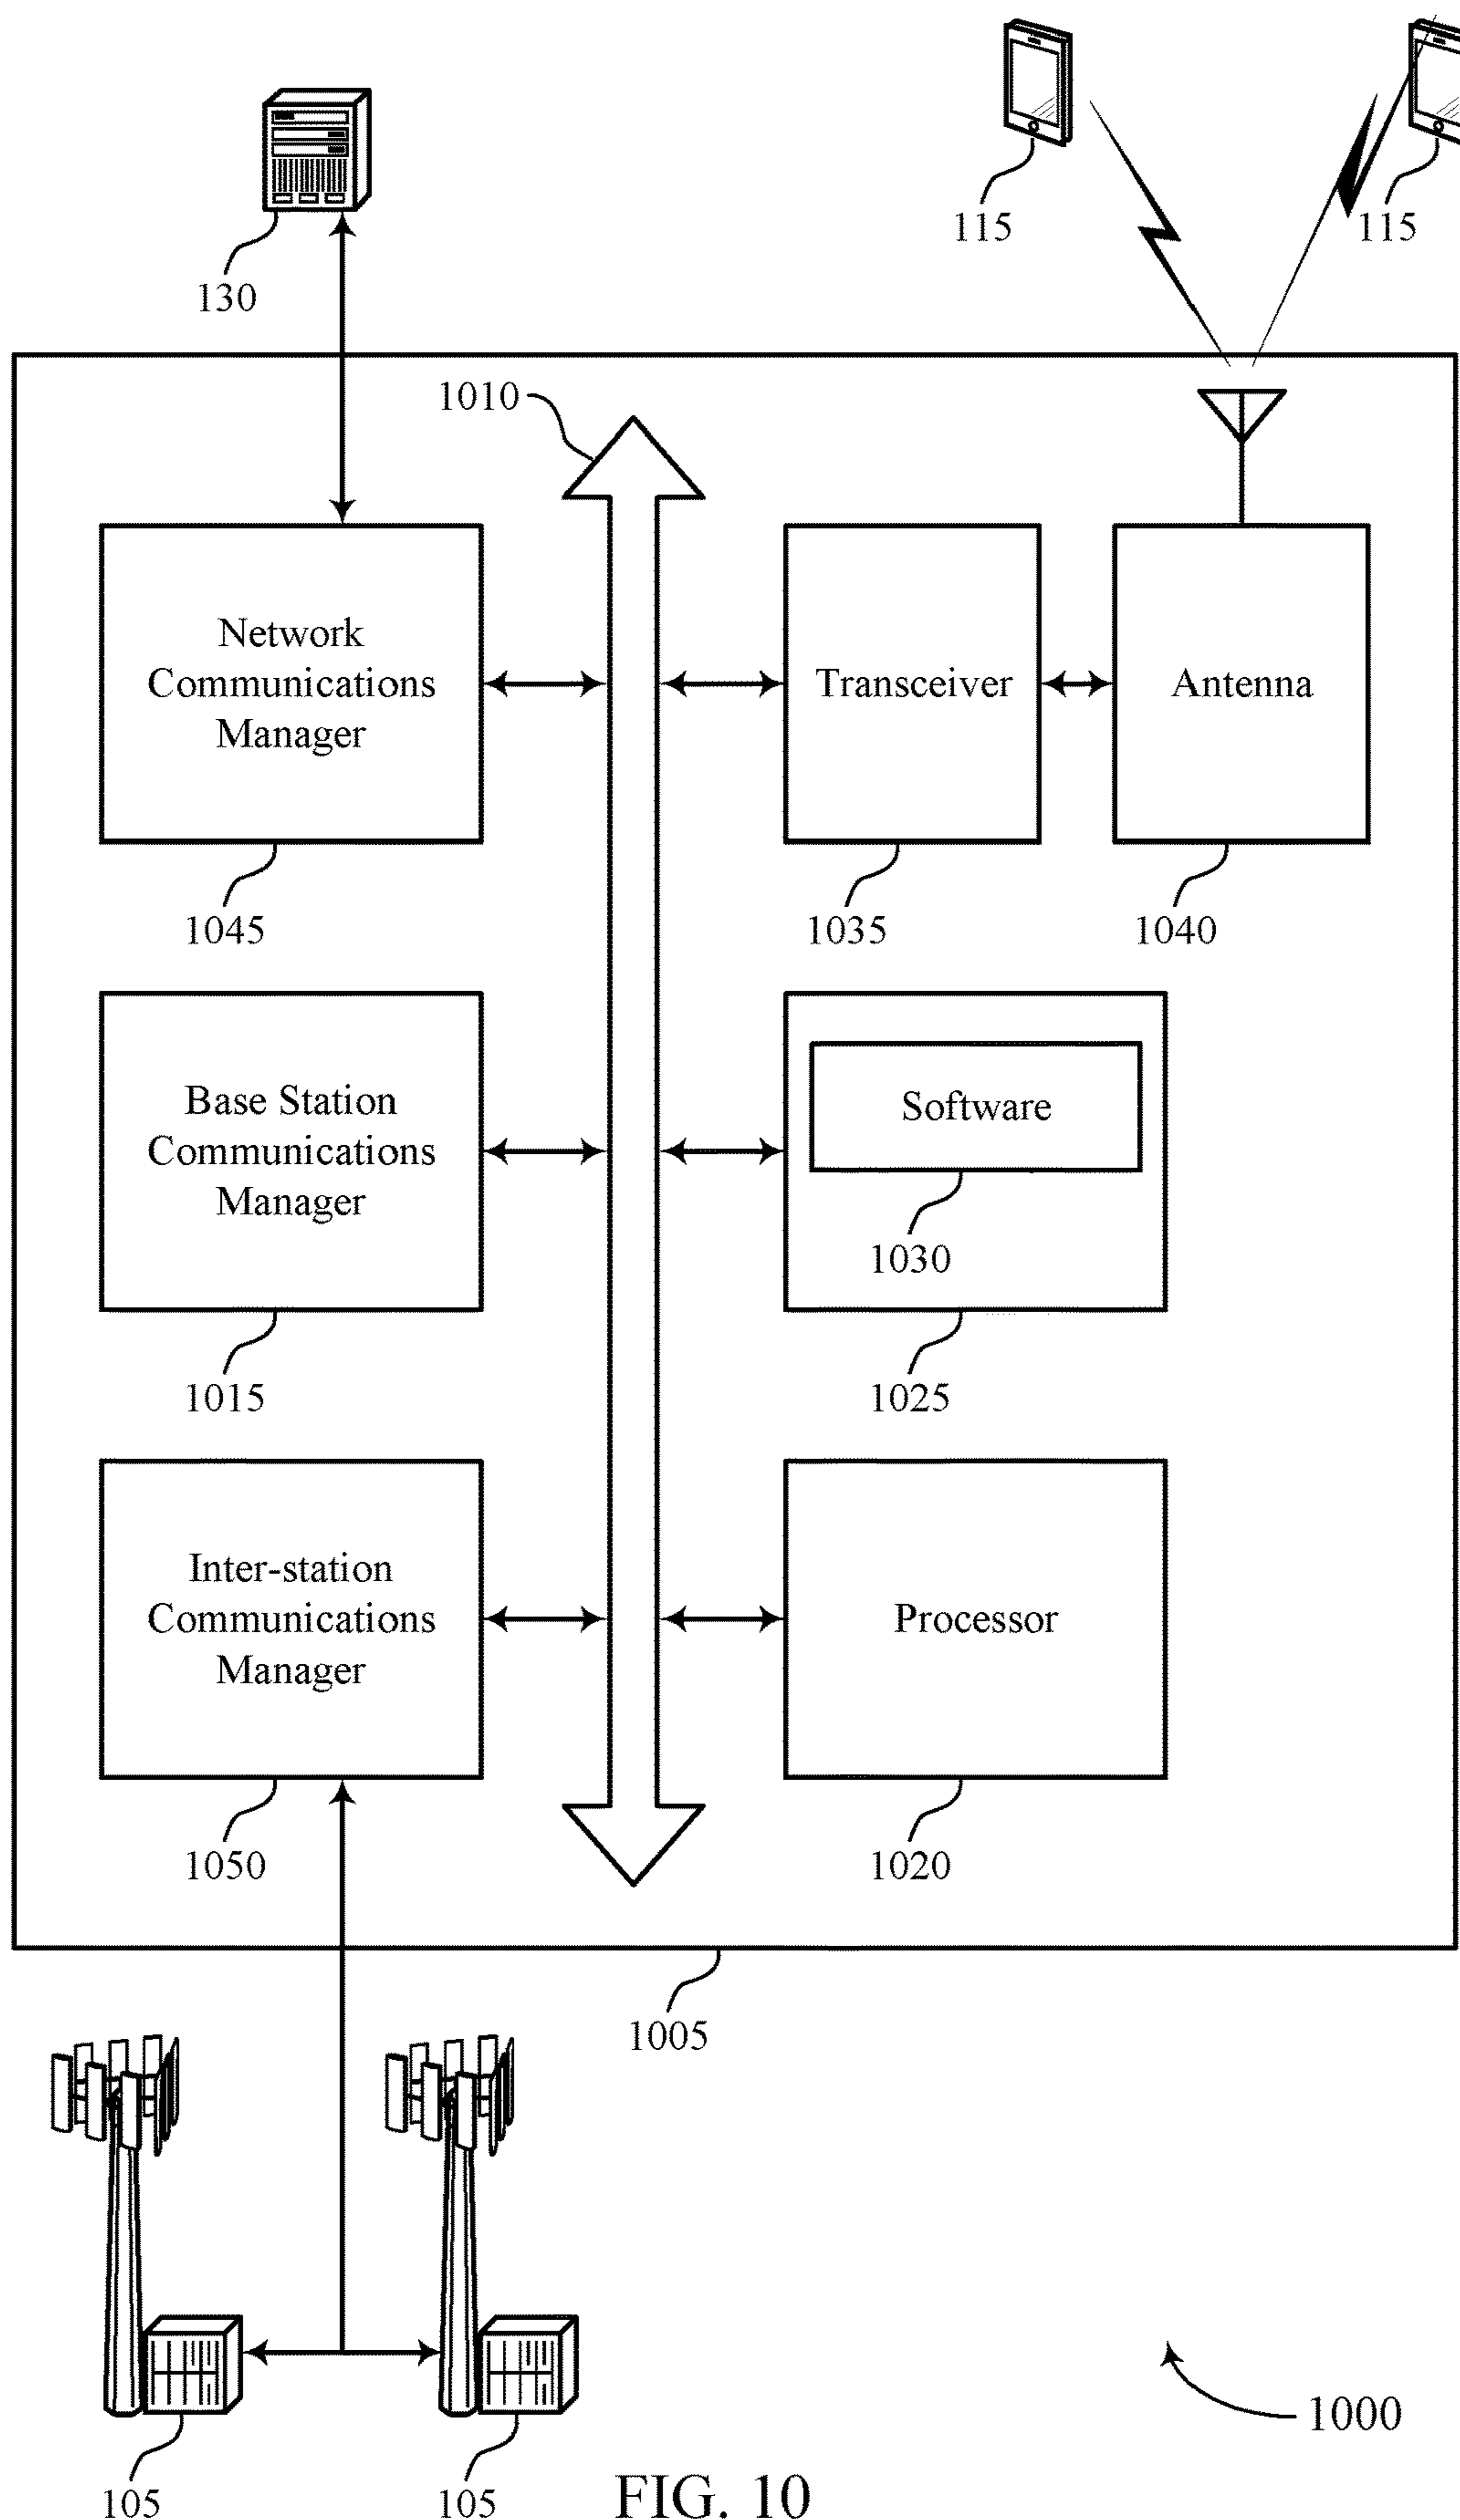 115
115
130
1010
Network
Communications
Manager
Transceiver
Antenna
1045
1035
1040
Base Station
Communications
Manager
Software
1030
1015
1025
Inter-station
Communications
Manager
Processor
1050
1020
1005
1000
105
105
FIG. 10